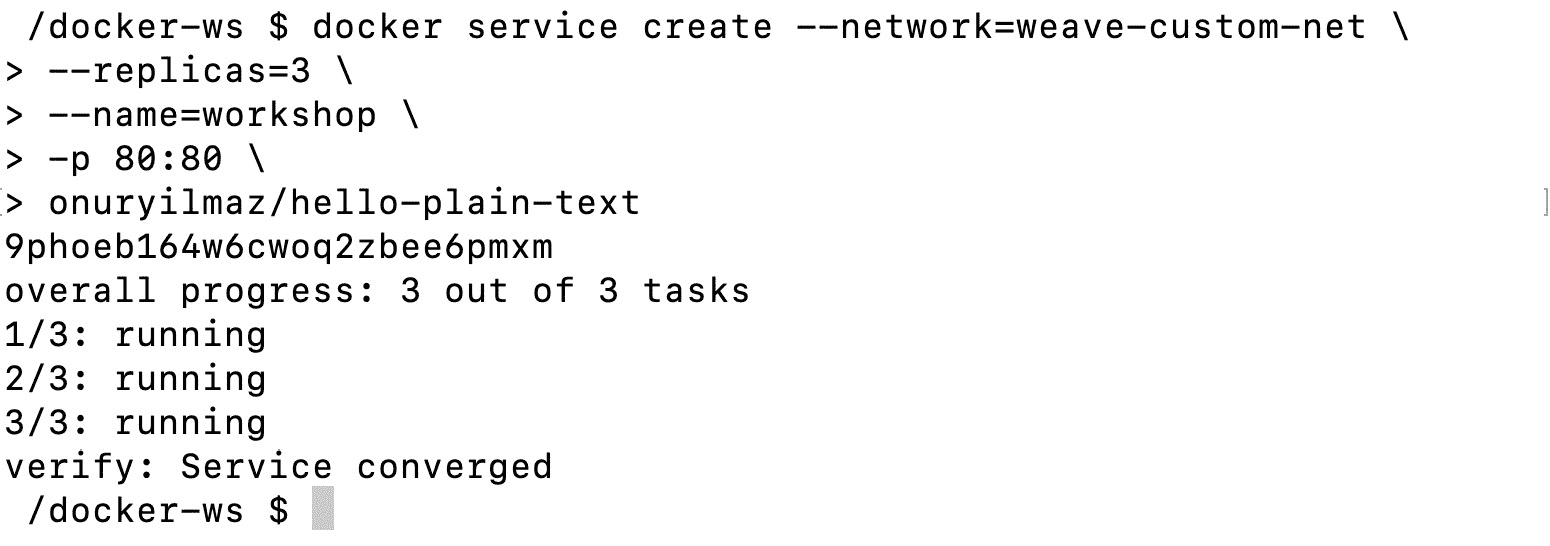 /docker-ws $ docker service create --network=weave-custom-net \
> --replicas=3 \
> --name=workshop \
> -p 80:80 \
[> onuryilmaz/hello-plain-text ]
9phoeb164w6cwoq2zbee6pmxm
overall progress: 3 out of 3 tasks
1/3: running
2/3: running
3/3: running
verify: Service converged
/docker-ws $